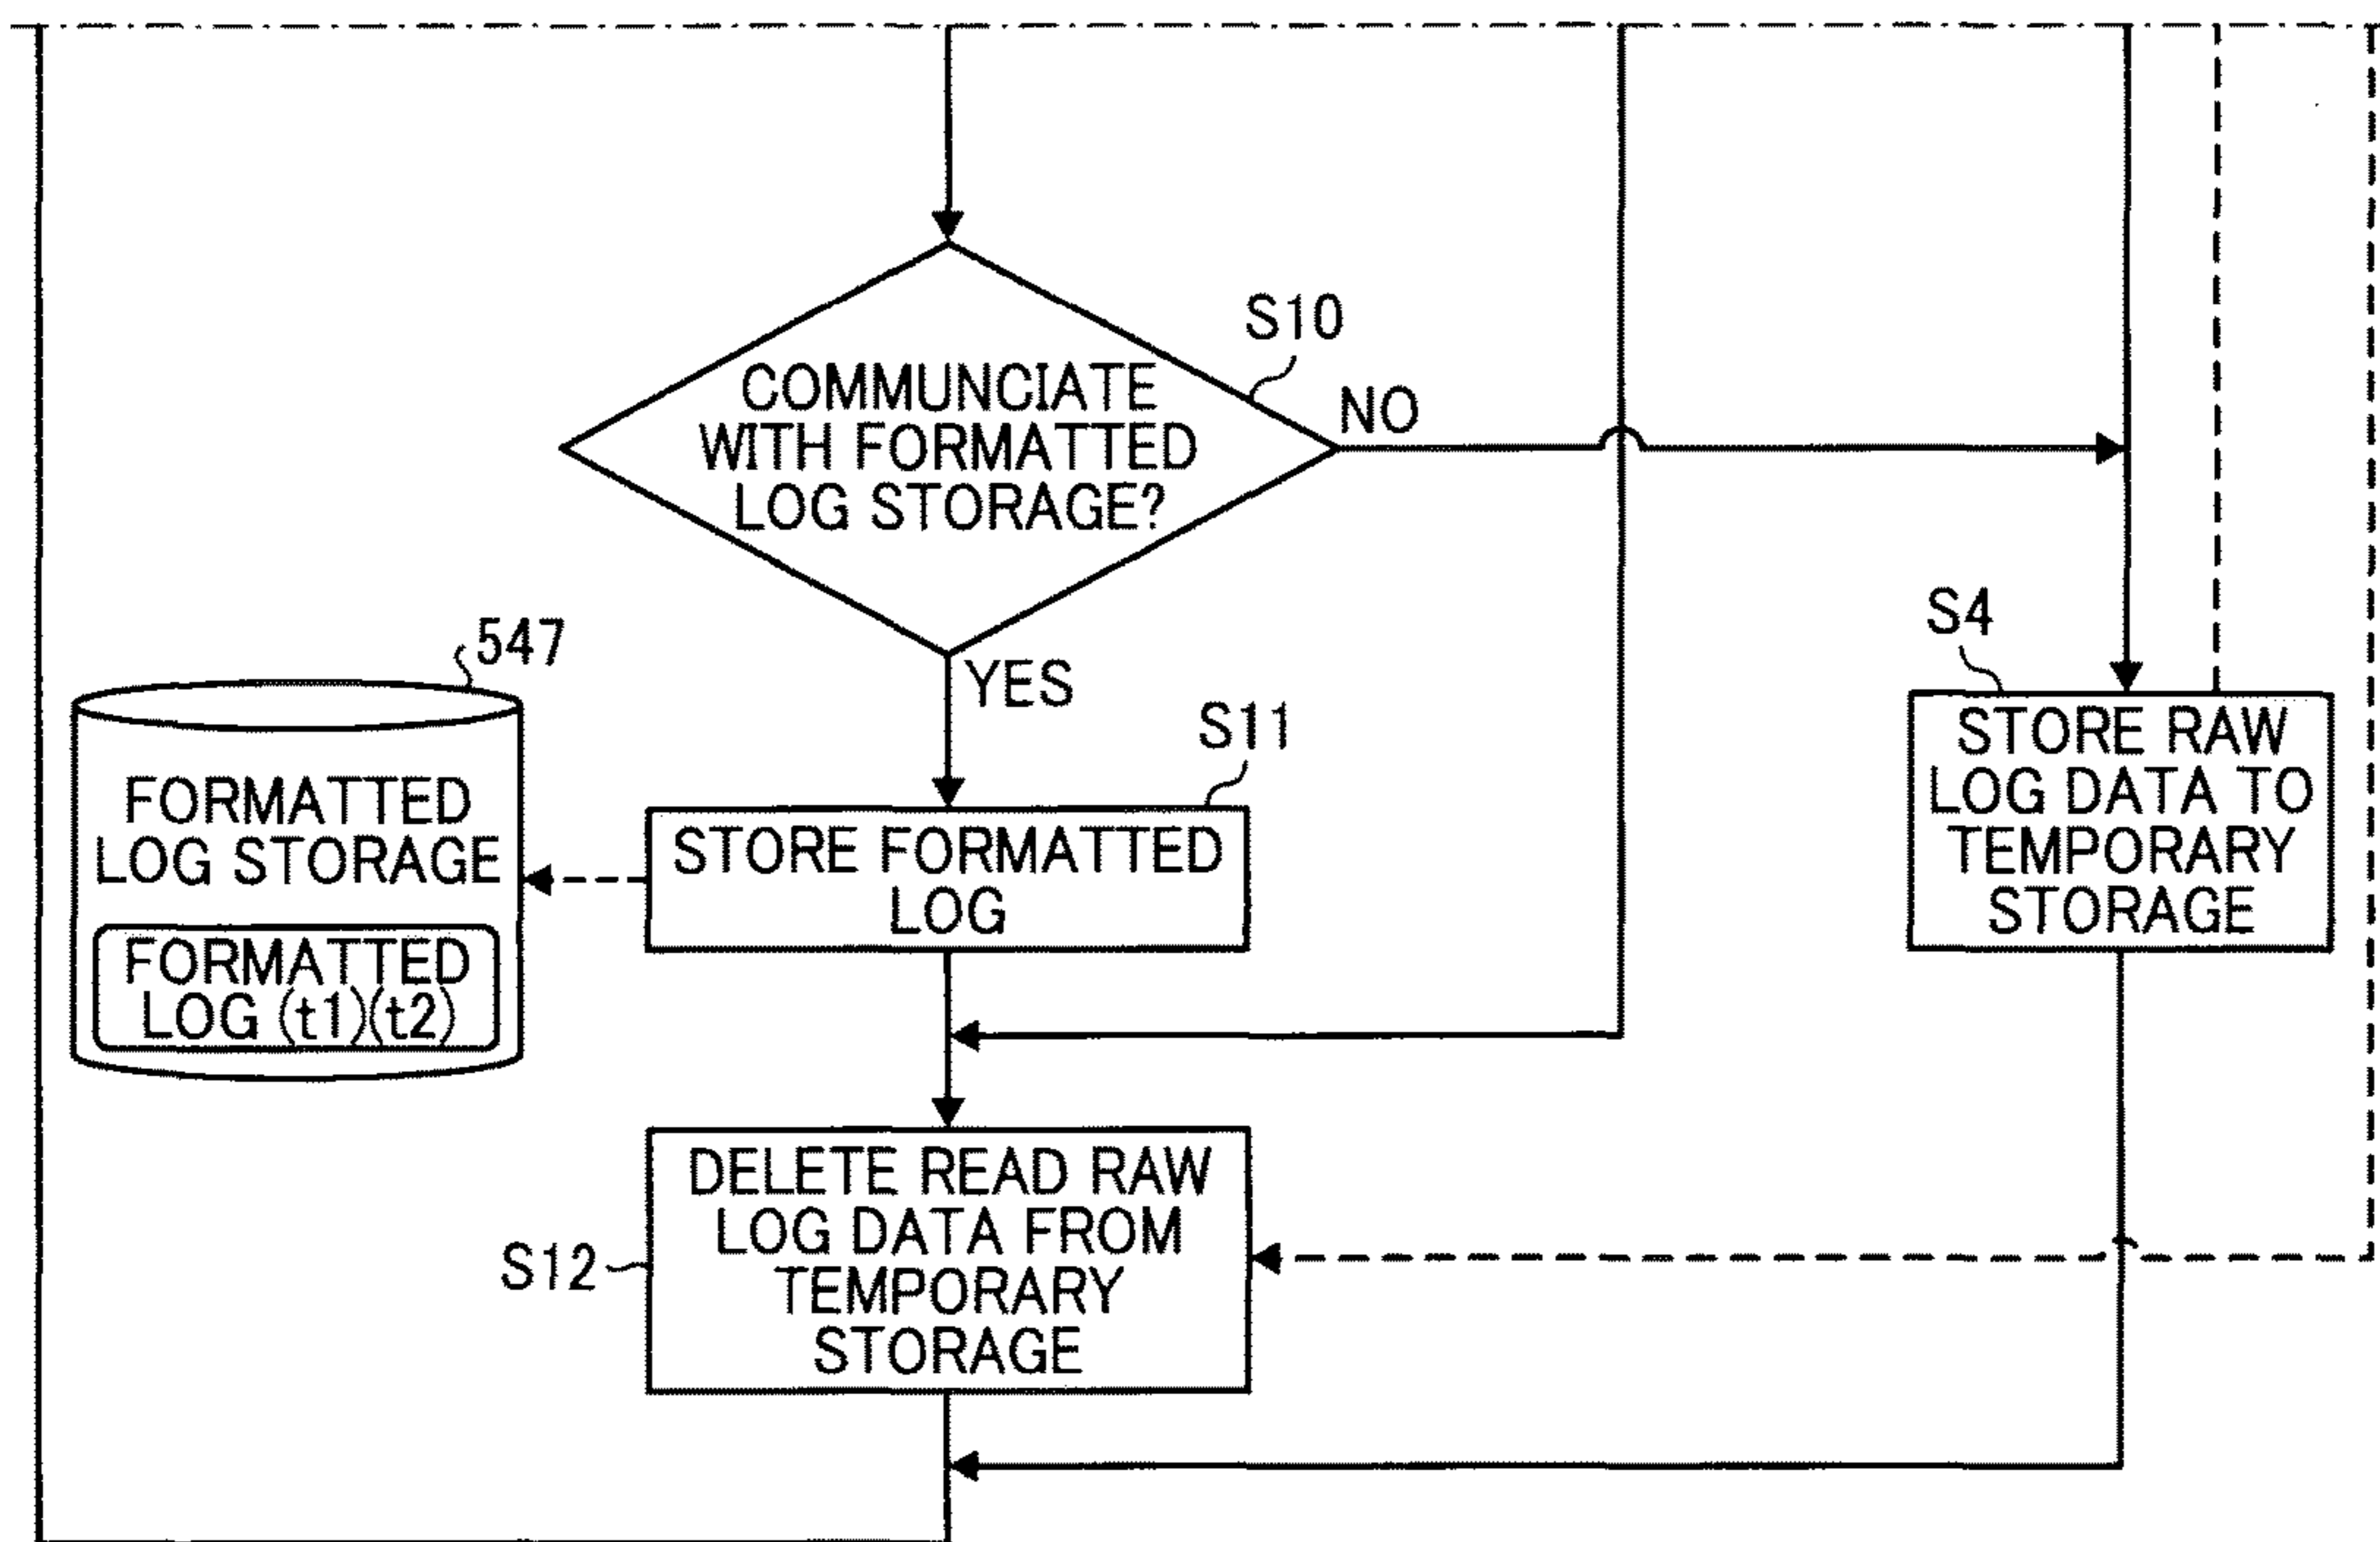 S10
COMMUNCIATE
WITH FORMATTED
LOG STORAGE?
NO
YES
547
FORMATTED
LOG STORAGE
FORMATTED
LOG (t1)(t2)
S11
STORE FORMATTED
LOG
S4
STORE RAW
LOG DATA TO
TEMPORARY
STORAGE
S12
DELETE READ RAW
LOG DATA FROM
TEMPORARY
STORAGE